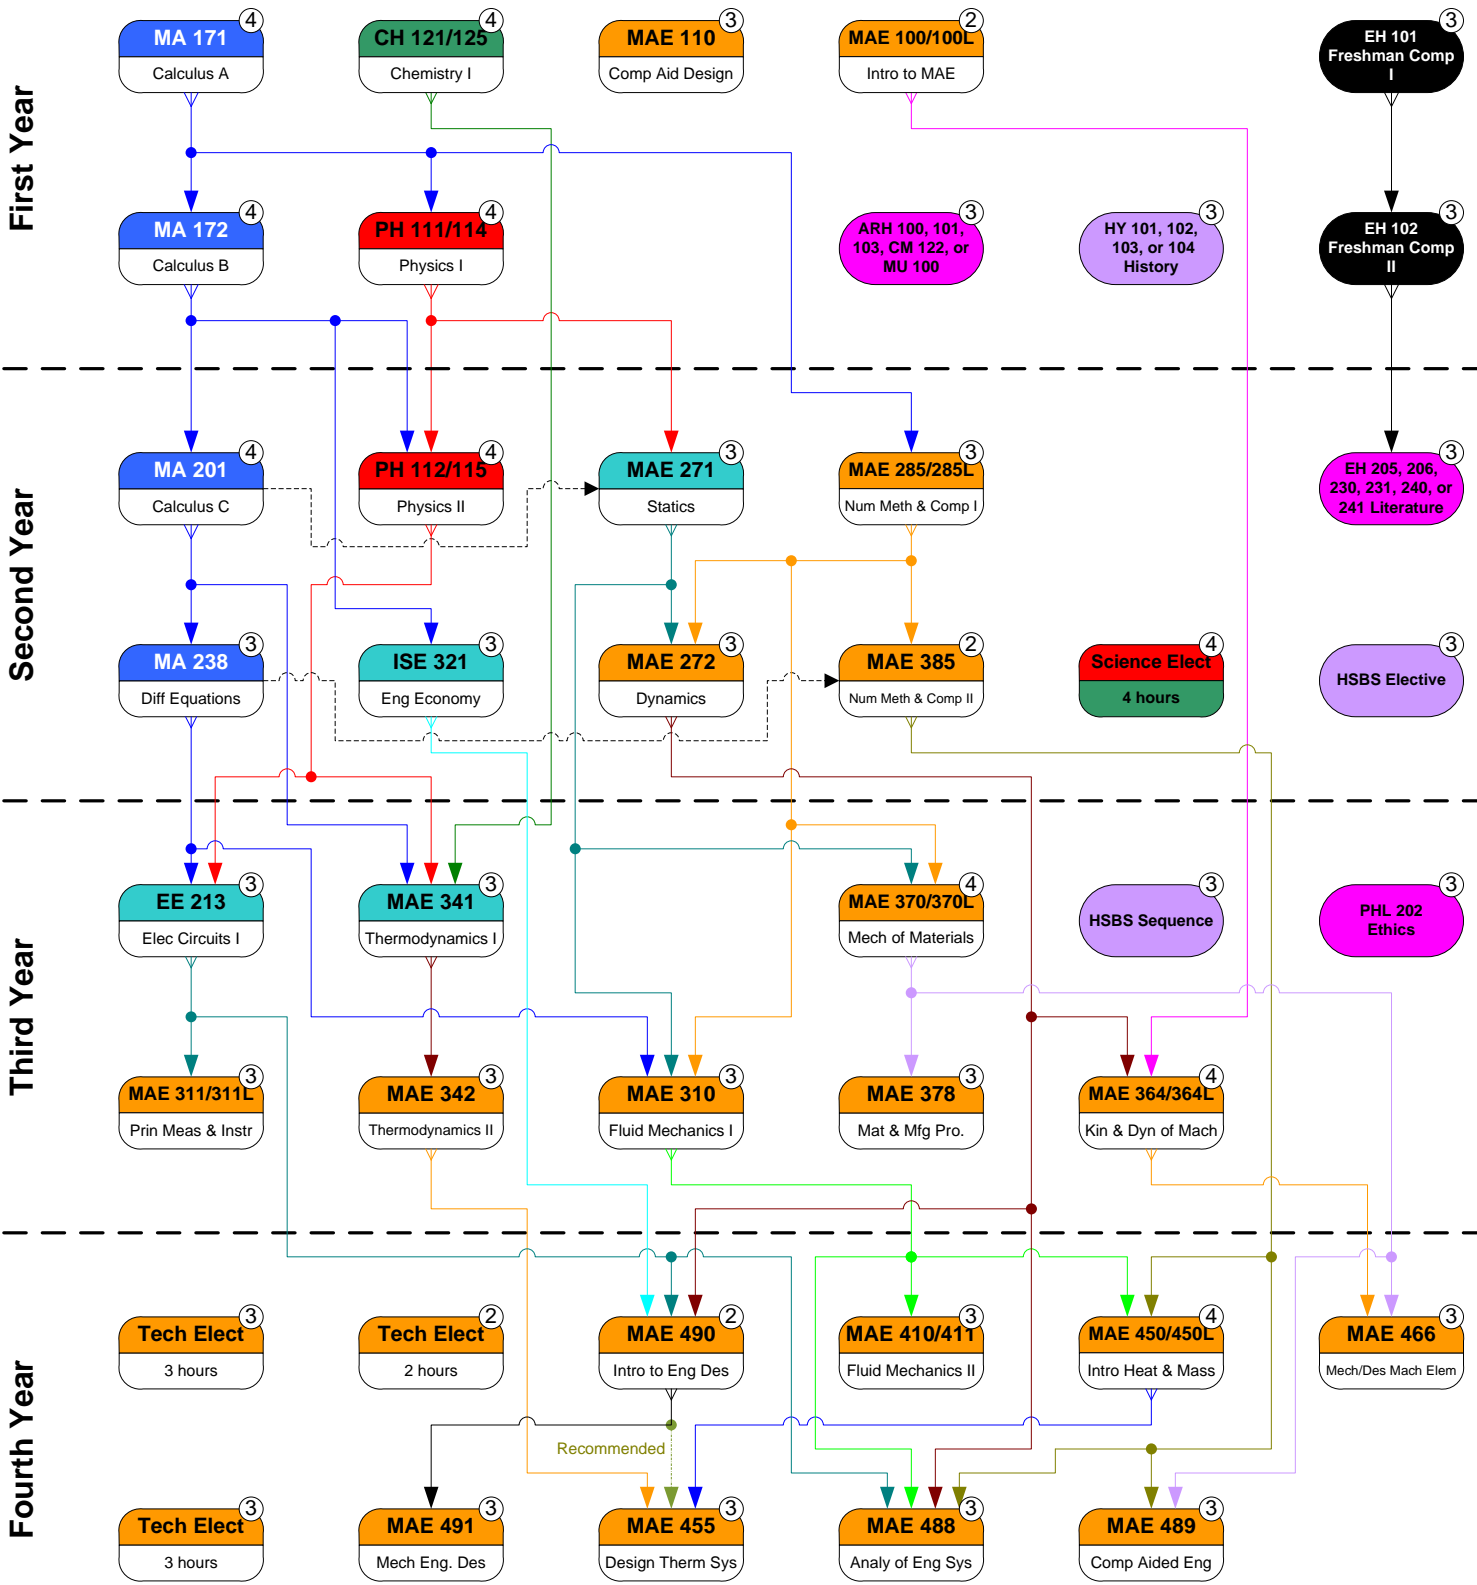 First Year
4
MA 171
Calculus A
4
CH 121/125
Chemistry I
3
MAE 110
Comp Aid Design
2
MAE 100/100L
Intro to MAE
3
EH 101
Freshman Comp
I
4
MA 172
Calculus B
4
PH 111/114
Physics I
3
ARH 100, 101,
103, CM 122, or
MU 100
3
HY 101, 102,
103, or 104
History
3
EH 102
Freshman Comp
II
Second Year
4
MA 201
Calculus C
4
PH 112/115
Physics II
3
MAE 271
Statics
3
MAE 285/285L
Num Meth & Comp I
3
EH 205, 206,
230, 231, 240, or
241 Literature
3
MA 238
Diff Equations
3
ISE 321
Eng Economy
3
MAE 272
Dynamics
2
MAE 385
Num Meth & Comp II
4
Science Elect
4 hours
3
HSBS Elective
Third Year
3
EE 213
Elec Circuits I
3
MAE 341
Thermodynamics I
4
MAE 370/370L
Mech of Materials
3
HSBS Sequence
3
PHL 202
Ethics
3
MAE 311/311L
Prin Meas & Instr
3
MAE 342
Thermodynamics II
3
MAE 310
Fluid Mechanics I
3
MAE 378
Mat & Mfg Pro.
4
MAE 364/364L
Kin & Dyn of Mach
Fourth Year
3
Tech Elect
3 hours
2
Tech Elect
2 hours
2
MAE 490
Intro to Eng Des
3
MAE 410/411
Fluid Mechanics II
4
MAE 450/450L
Intro Heat & Mass
3
MAE 466
Mech/Des Mach Elem
Recommended
3
Tech Elect
3 hours
3
MAE 491
Mech Eng. Des
3
MAE 455
Design Therm Sys
3
MAE 488
Analy of Eng Sys
3
MAE 489
Comp Aided Eng